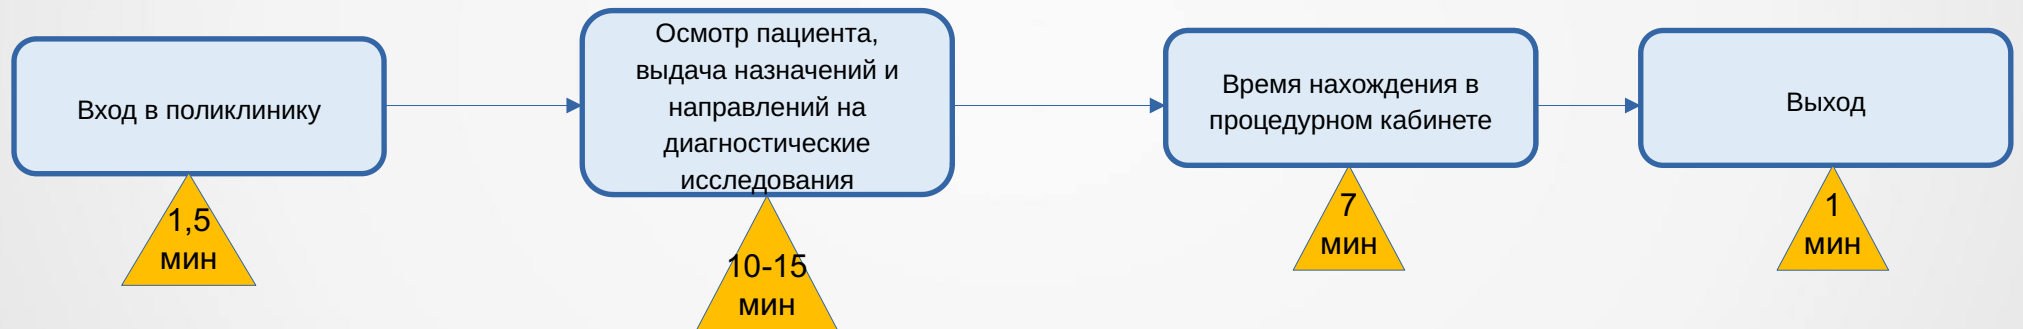 Вход в поликлинику
1,5
мин
Осмотр пациента,
выдача назначений и
направлений на
диагностические
исследования
10-15
мин
Время нахождения в
процедурном кабинете
7
мин
Выход
1
мин